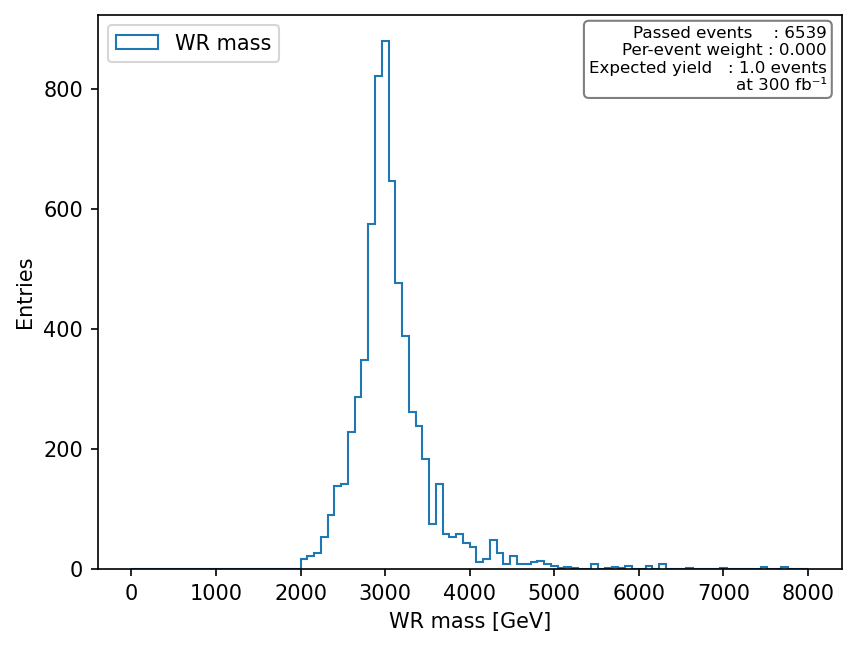 WR mass
Passed events : 6539
Per-event weight : 0.000
Expected yield : 1.0 events
at 300 fb⁻¹
Entries
800
600
400
200
0
0 1000 2000 3000 4000 5000 6000 7000 8000
WR mass [GeV]